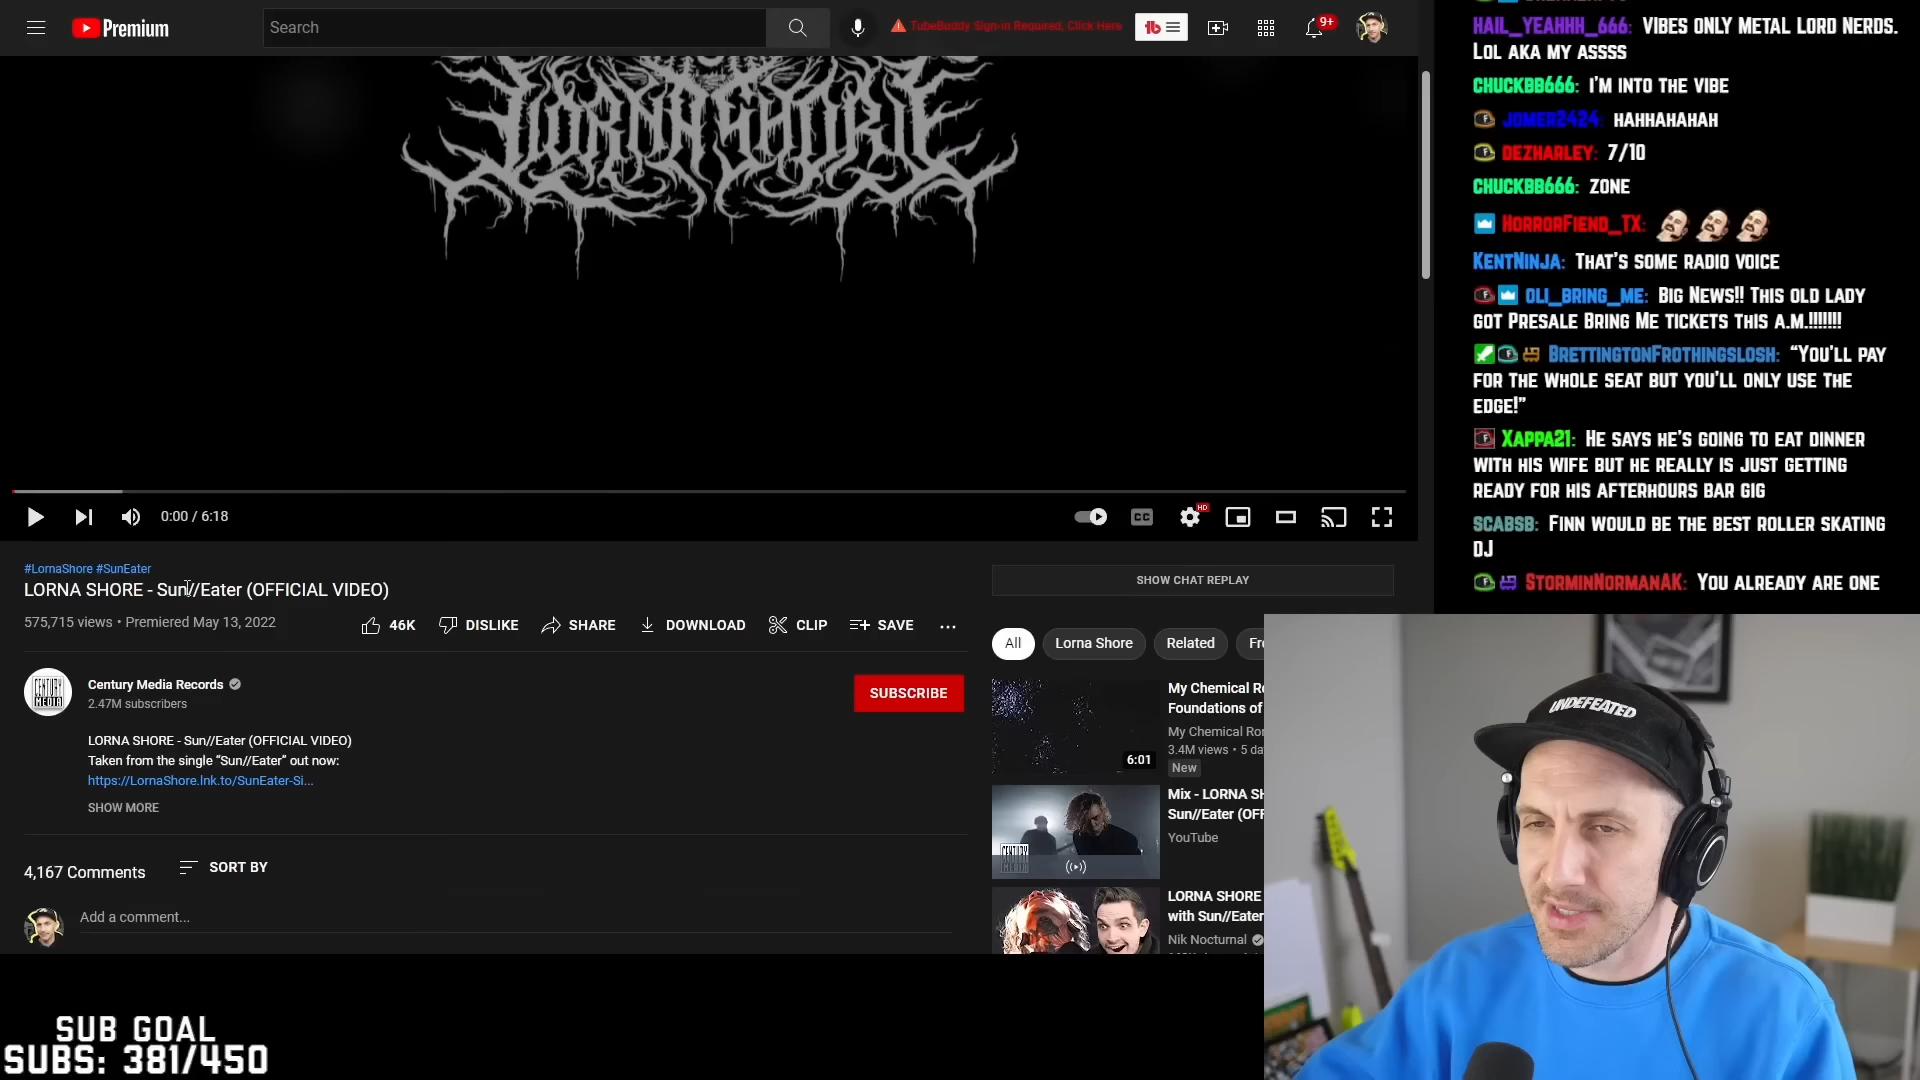 Premium
Search
TubeBuddy Sign-in Required, Click Here
tb
9+
LORNA SHORE
0:00 / 6:18
CC
HD
#LornaShore #SunEater
LORNA SHORE - Sun//Eater (OFFICIAL VIDEO)
575,715 views • Premiered May 13, 2022
46K
DISLIKE
SHARE
DOWNLOAD
CLIP
SAVE
CENTURY MEDIA
Century Media Records
2.47M subscribers
SUBSCRIBE
LORNA SHORE - Sun//Eater (OFFICIAL VIDEO)
Taken from the single “Sun//Eater” out now:
https://LornaShore.lnk.to/SunEater-Si...
SHOW MORE
4,167 Comments
SORT BY
Add a comment...
SHOW CHAT REPLAY
All
Lorna Shore
Related
Fr
6:01
My Chemical R
Foundations of
My Chemical Ro
3.4M views • 5 da
New
CENTURY MEDIA
Mix - LORNA SH
Sun//Eater (OFF
YouTube
LORNA SHORE
with Sun//Eater
Nik Nocturnal
HAIL_YEAHHH_666: VIBES ONLY METAL LORD NERDS.
LOL AKA MY ASSSS
CHUCKBB666: I'M INTO THE VIBE
JOMER2424: HAHHAHAHAH
DEZHARLEY: 7/10
CHUCKBB666: ZONE
HORRORFIEND_TX:
KENTNINJA: THAT'S SOME RADIO VOICE
OLI_BRING_ME: BIG NEWS!! THIS OLD LADY
GOT PRESALE BRING ME TICKETS THIS A.M.!!!!!!!
BRETTINGTONFROTHINGSLOSH: “YOU'LL PAY
FOR THE WHOLE SEAT BUT YOU'LL ONLY USE THE
EDGE!”
XAPPA21: HE SAYS HE'S GOING TO EAT DINNER
WITH HIS WIFE BUT HE REALLY IS JUST GETTING
READY FOR HIS AFTERHOURS BAR GIG
SCABSB: FINN WOULD BE THE BEST ROLLER SKATING
DJ
STORMINNORMANAK: YOU ALREADY ARE ONE
UNDEFEATED
SUB GOAL
SUBS: 381/450